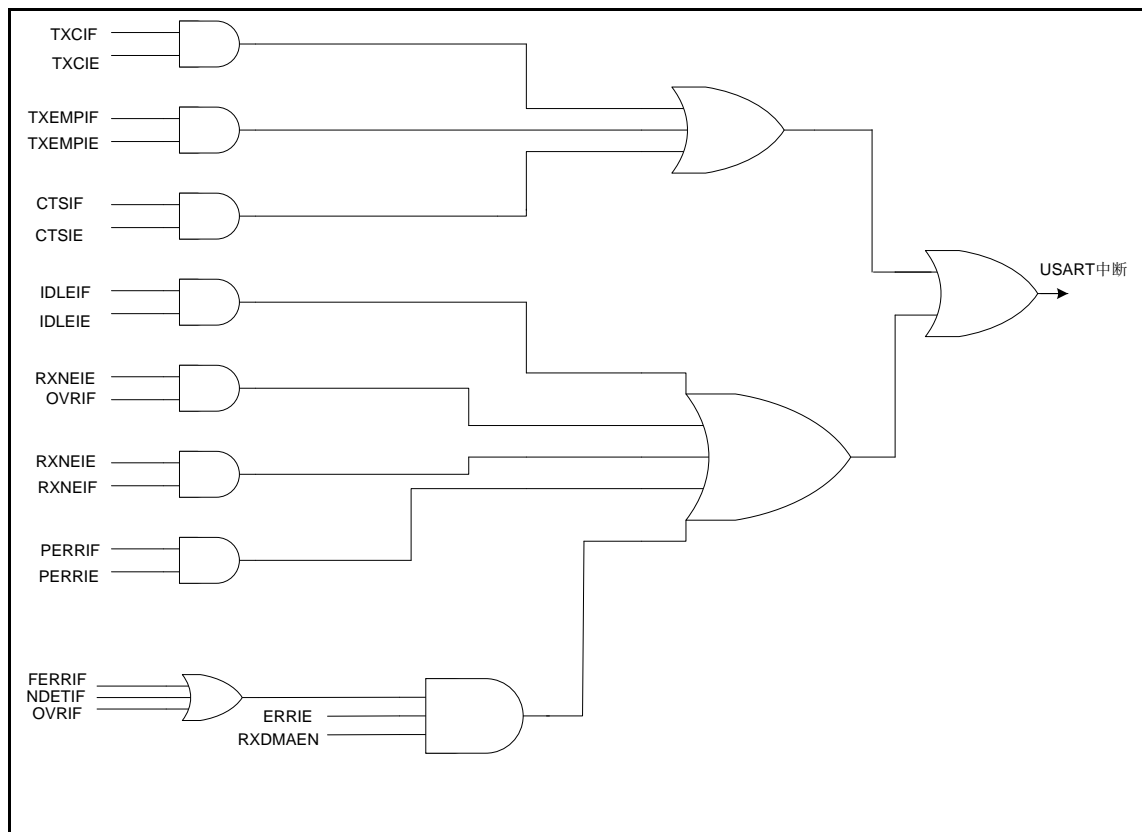 TXCIF
TXCIE
TXEMPIF
TXEMPIE
CTSIF
CTSIE
IDLEIF
IDLEIE
RXNEIE
OVRIF
RXNEIE
RXNEIF
PERRIF
PERRIE
FERRIF
NDETIF
OVRIF
ERRIE
RXDMAEN
USART中断